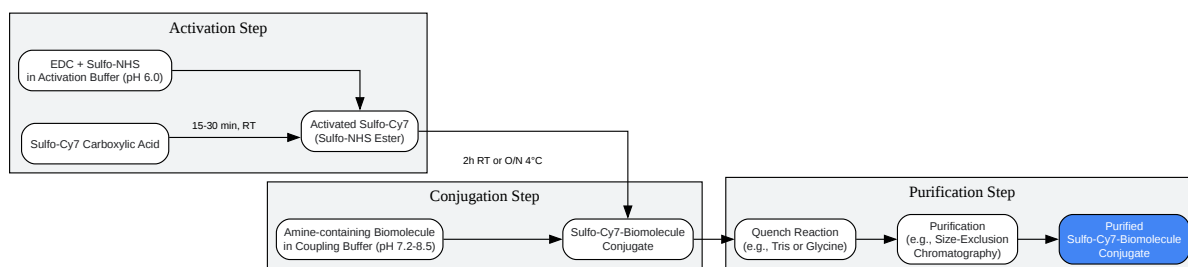 Activation Step
EDC + Sulfo-NHS
in Activation Buffer (pH 6.0)
Sulfo-Cy7 Carboxylic Acid
15-30 min, RT
Activated Sulfo-Cy7
(Sulfo-NHS Ester)
2h RT or O/N 4°C
Conjugation Step
Amine-containing Biomolecule
in Coupling Buffer (pH 7.2-8.5)
Sulfo-Cy7-Biomolecule
Conjugate
Purification Step
Quench Reaction
(e.g., Tris or Glycine)
Purification
(e.g., Size-Exclusion
Chromatography)
Purified
Sulfo-Cy7-Biomolecule
Conjugate